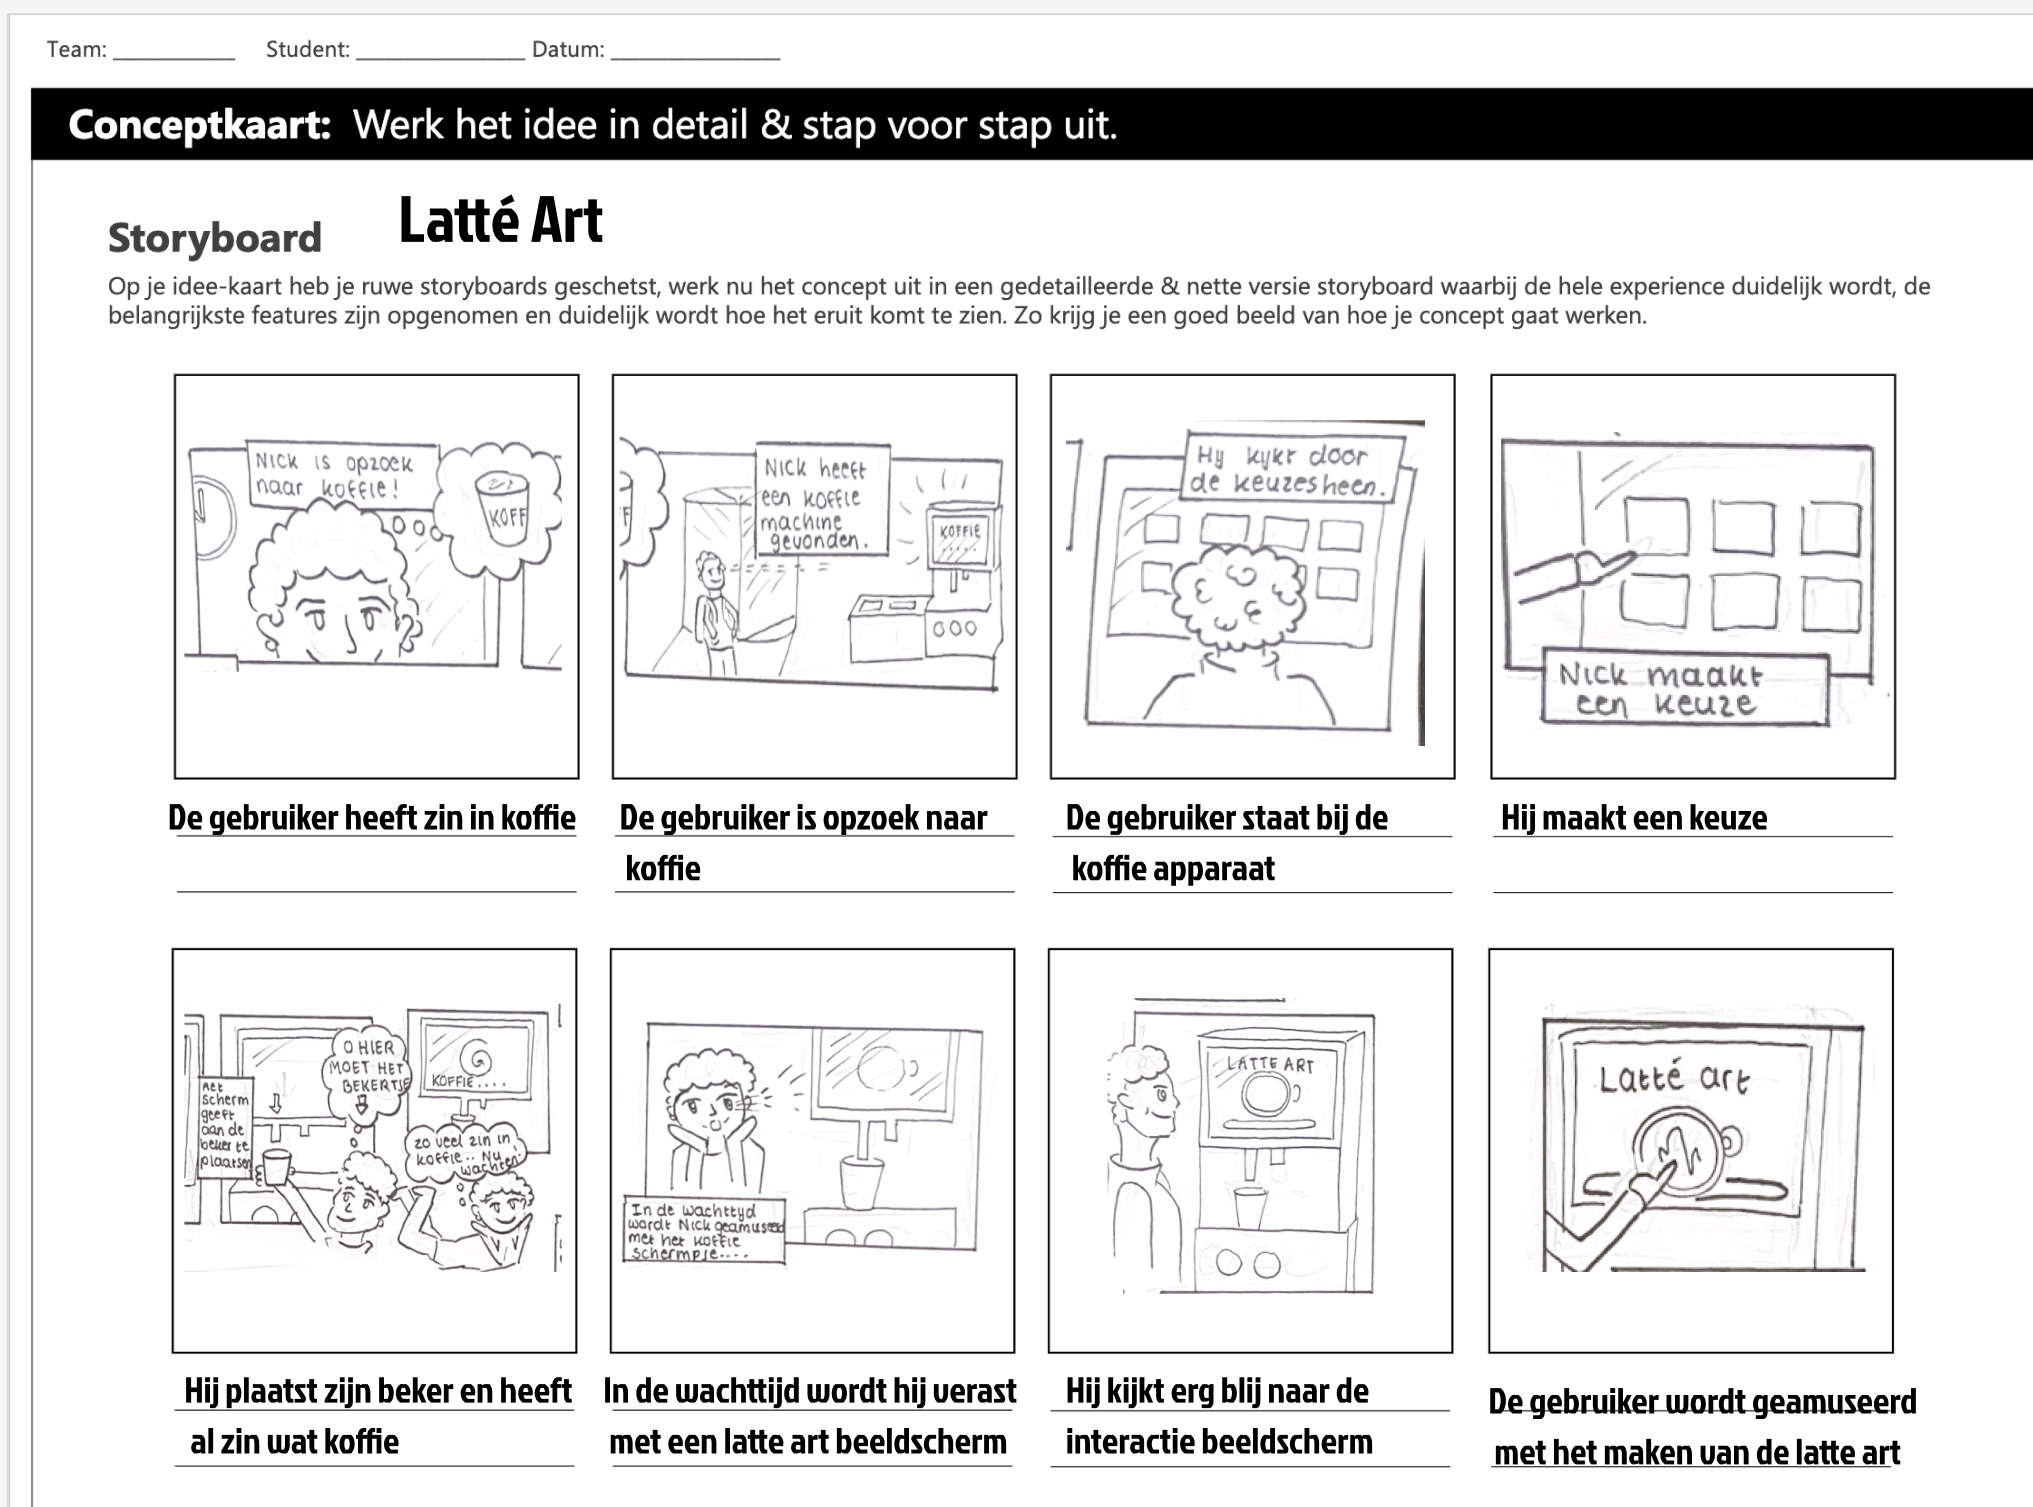 Team: __________ Student: ______________ Datum: ______________
Conceptkaart: Werk het idee in detail & stap voor stap uit.
Storyboard Latté Art
Op je idee-kaart heb je ruwe storyboards geschetst, werk nu het concept uit in een gedetailleerde & nette versie storyboard waarbij de hele experience duidelijk wordt, de
belangrijkste features zijn opgenomen en duidelijk wordt hoe het eruit komt te zien. Zo krijg je een goed beeld van hoe je concept gaat werken.
Nick is opzoek
naar koffie!
KOFF
Nick heeft
een koffie
machine
gevonden.
KOFFIE
.....
Hij kijkt door
de keuzes heen.
Nick maakt
een keuze
De gebruiker heeft zin in koffie
De gebruiker is opzoek naar
koffie
De gebruiker staat bij de
koffie apparaat
Hij maakt een keuze
Het
scherm
geeft
aan de
beker te
plaatsen
O HIER
MOET HET
BEKERTJE
KOFFIE....
zo veel zin in
koffie.. Nu
wachten!
In de wachttijd
wordt Nick geamuseerd
met het koffie
schermpje....
LATTE ART
Latté art
Hij plaatst zijn beker en heeft
al zin wat koffie
In de wachttijd wordt hij verast
met een latte art beeldscherm
Hij kijkt erg blij naar de
interactie beeldscherm
De gebruiker wordt geamuseerd
met het maken van de latte art